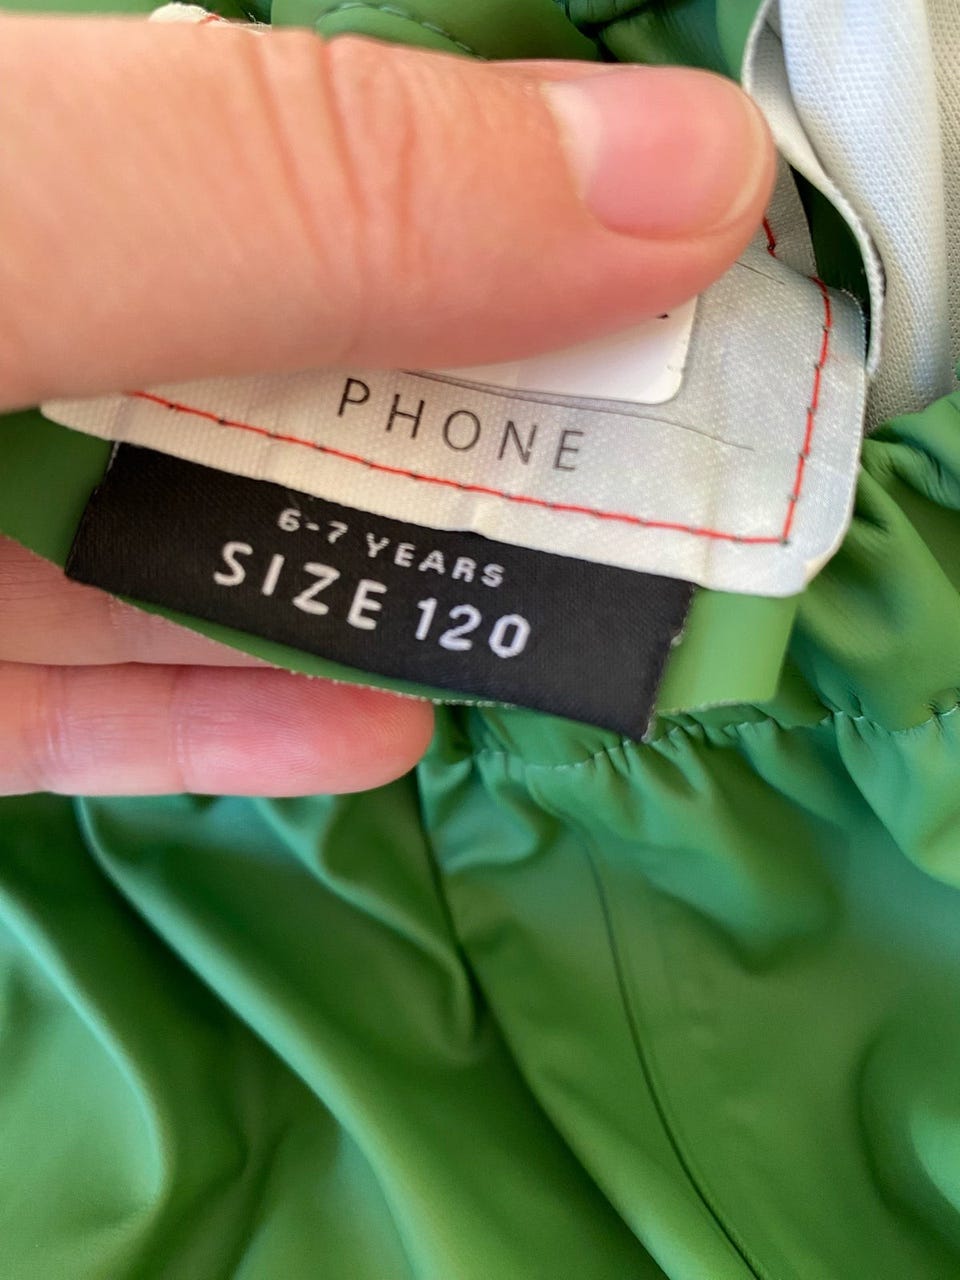 PHONE
6-7 YEARS
SIZE 120